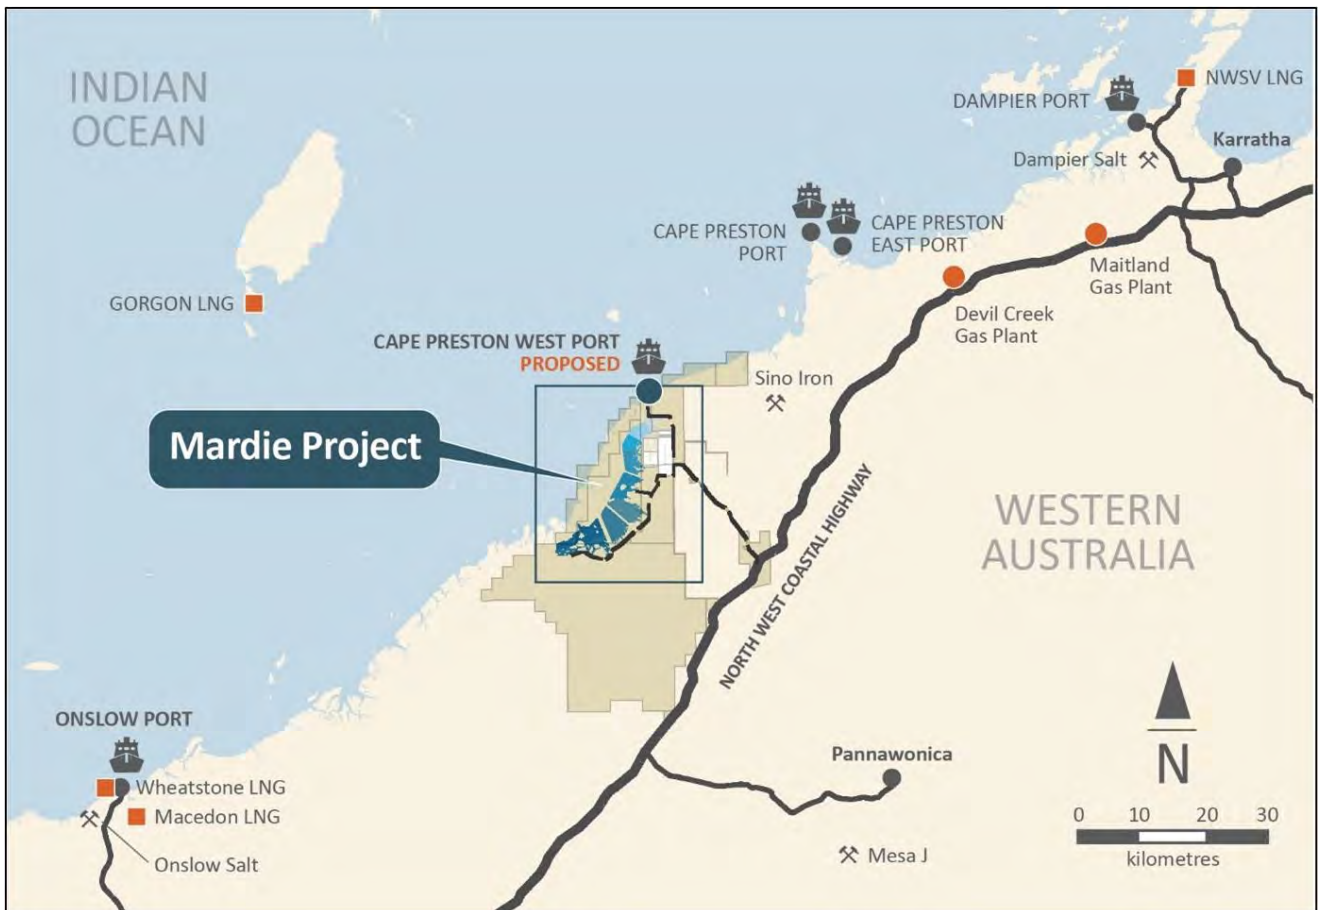 INDIAN
OCEAN
NWSV LNG
DAMPIER PORT
Karratha
Dampier Salt
CAPE PRESTON
PORT
CAPE PRESTON
EAST PORT
Maitland
Gas Plant
GORGON LNG
Devil Creek
Gas Plant
CAPE PRESTON WEST PORT
PROPOSED
Sino Iron
Mardie Project
NORTH WEST COASTAL HIGHWAY
WESTERN
AUSTRALIA
ONSLOW PORT
Wheatstone LNG
Macedon LNG
Onslow Salt
Pannawonica
Mesa J
N
0 10 20 30
kilometres